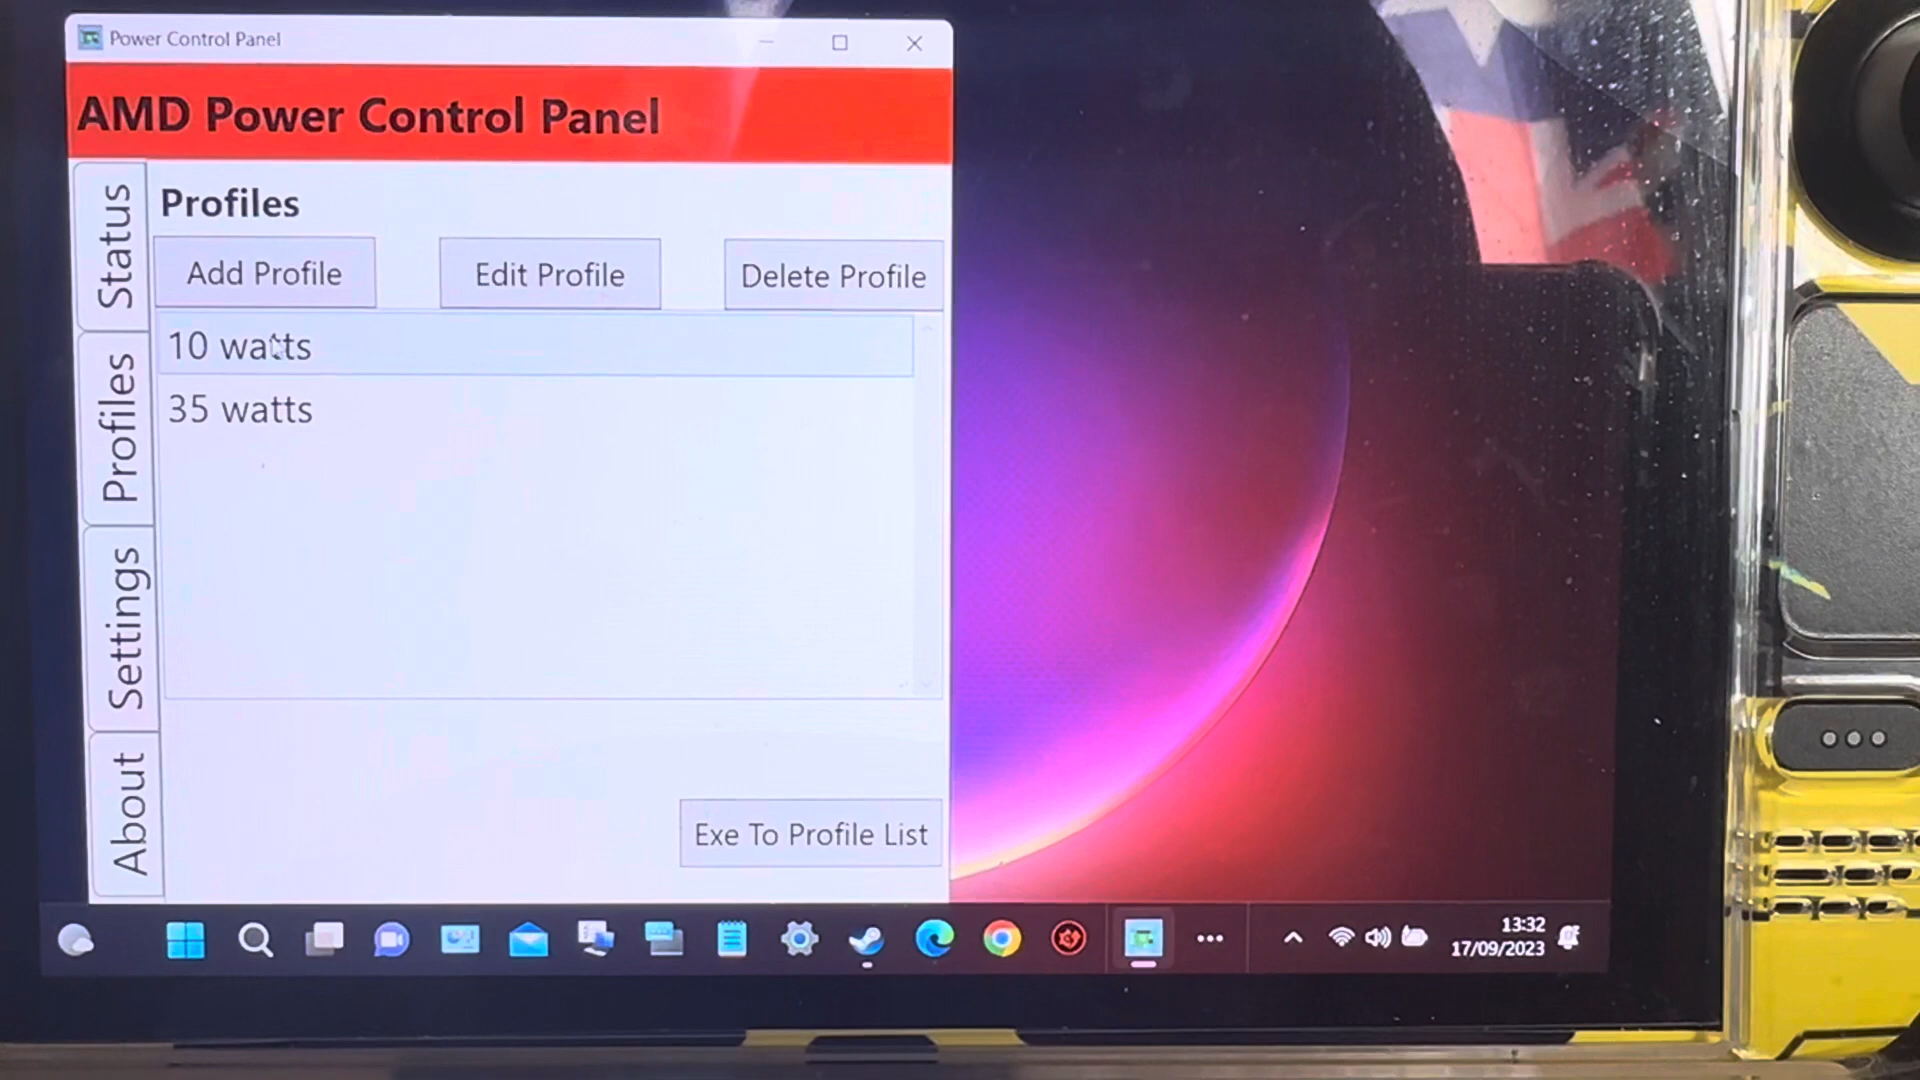 Power Control Panel
AMD Power Control Panel
Status
Profiles
Settings
About
Profiles
Add Profile
Edit Profile
Delete Profile
10 watts
35 watts
Exe To Profile List
13:32
17/09/2023